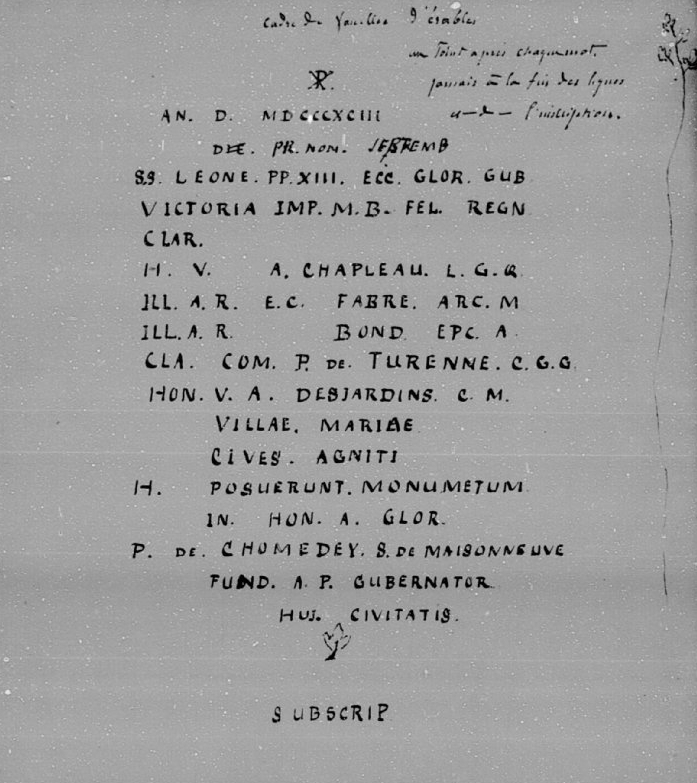 cadre de feuilles d'érables
un Point après chaque mot.
jamais à la fin des lignes
de l'inscription.
☧.
AN. D. MDCCCXCIII
DIE. PR. NON. SEPTEMB
SS. LEONE. PP. XIII. ECC. GLOR. GUB
VICTORIA IMP. M.B. FEL. REGN
CLAR.
H. V. A. CHAPLEAU. L. G. Q.
ILL. A. R. E.C. FABRE. ARC. M
ILL. A. R. BOND EPC. A.
CLA. COM. P. DE. TURENNE. C. G. G
HON. V. A. DESJARDINS. C. M.
VILLAE. MARIAE
CIVES. AGNITI
H. POSUERUNT. MONUMETUM
IN. HON. A. GLOR.
P. DE. CHOMEDEY. S. DE MAISONNEUVE
FUND. A. P. GUBERNATOR
HUJ. CIVITATIS.
SUBSCRIP